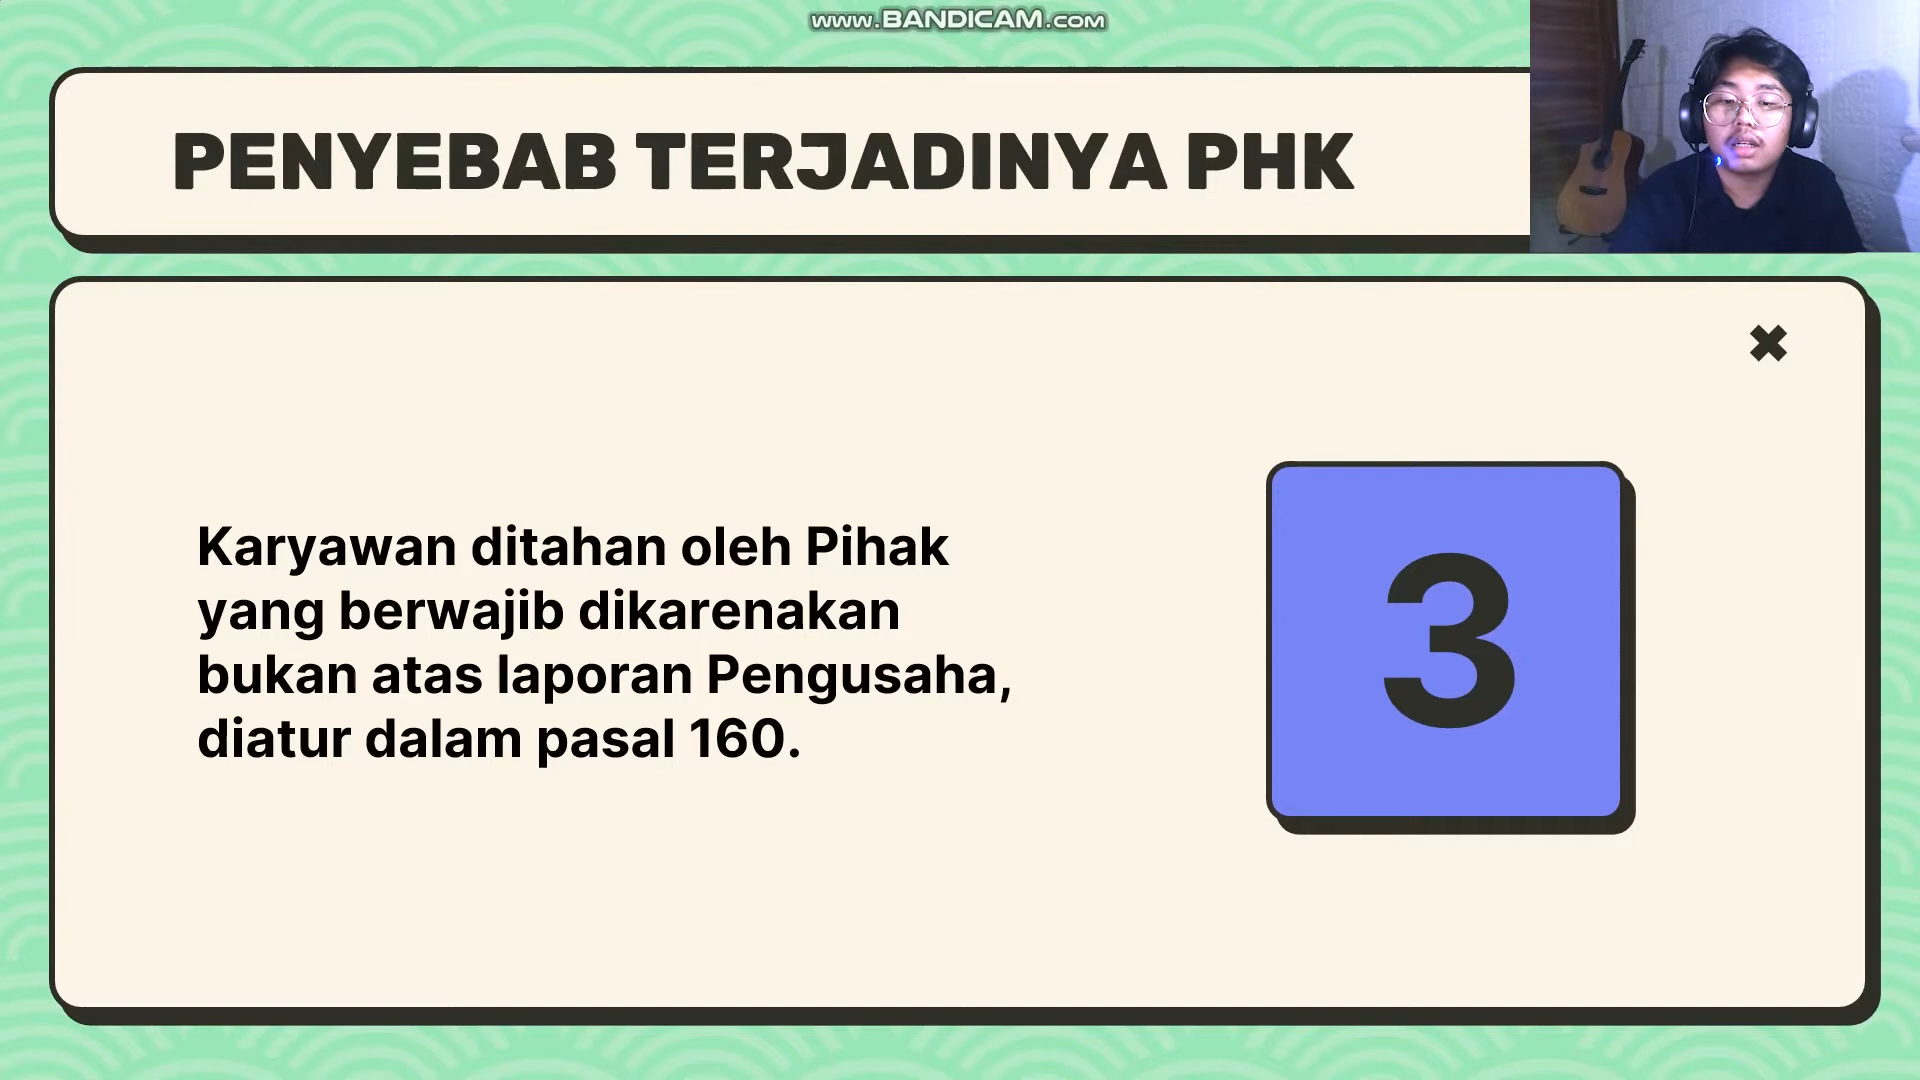 www.BANDICAM.com
PENYEBAB TERJADINYA PHK
Karyawan ditahan oleh Pihak
yang berwajib dikarenakan
bukan atas laporan Pengusaha,
diatur dalam pasal 160.
3